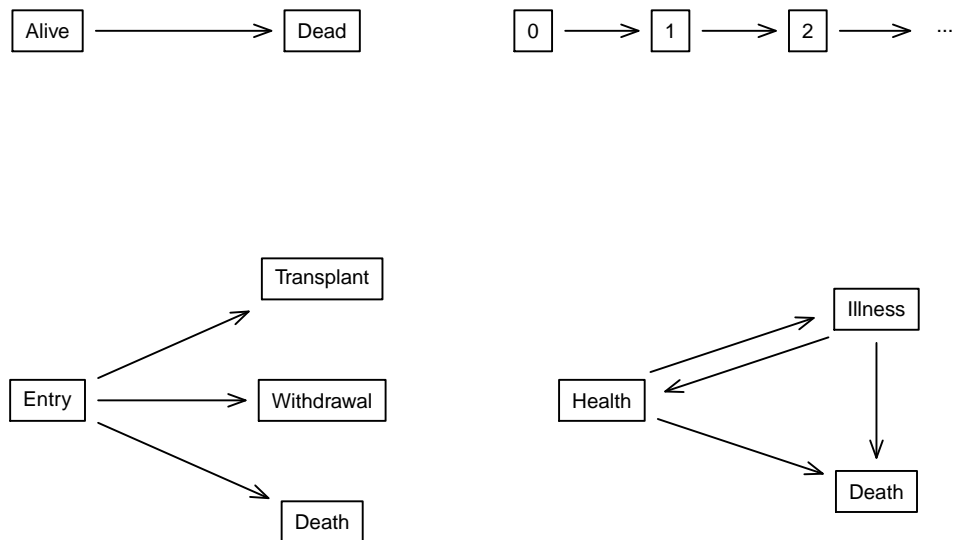 Alive Dead
0 1 2 ...
Transplant
Entry Withdrawal
Death
Illness
Health
Death